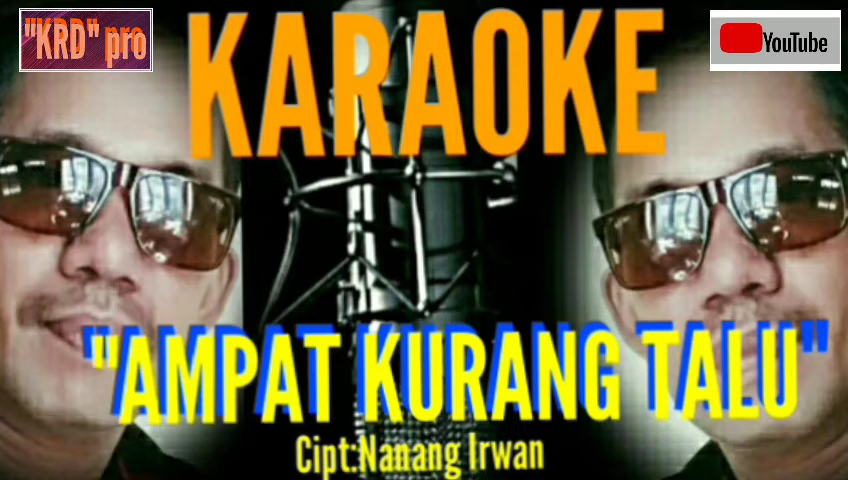 "KRD" pro
YouTube
KARAOKE
"AMPAT KURANG TALU"
Cipt:Nanang Irwan